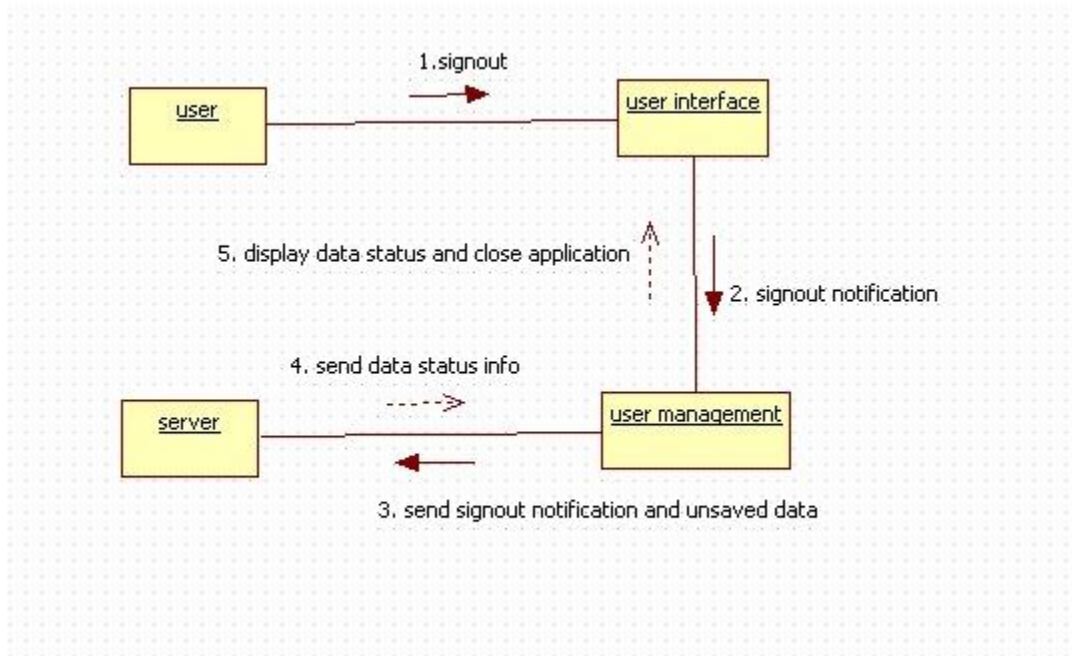 1.signout
user
user interface
5. display data status and close application
2. signout notification
4. send data status info
server
user management
3. send signout notification and unsaved data